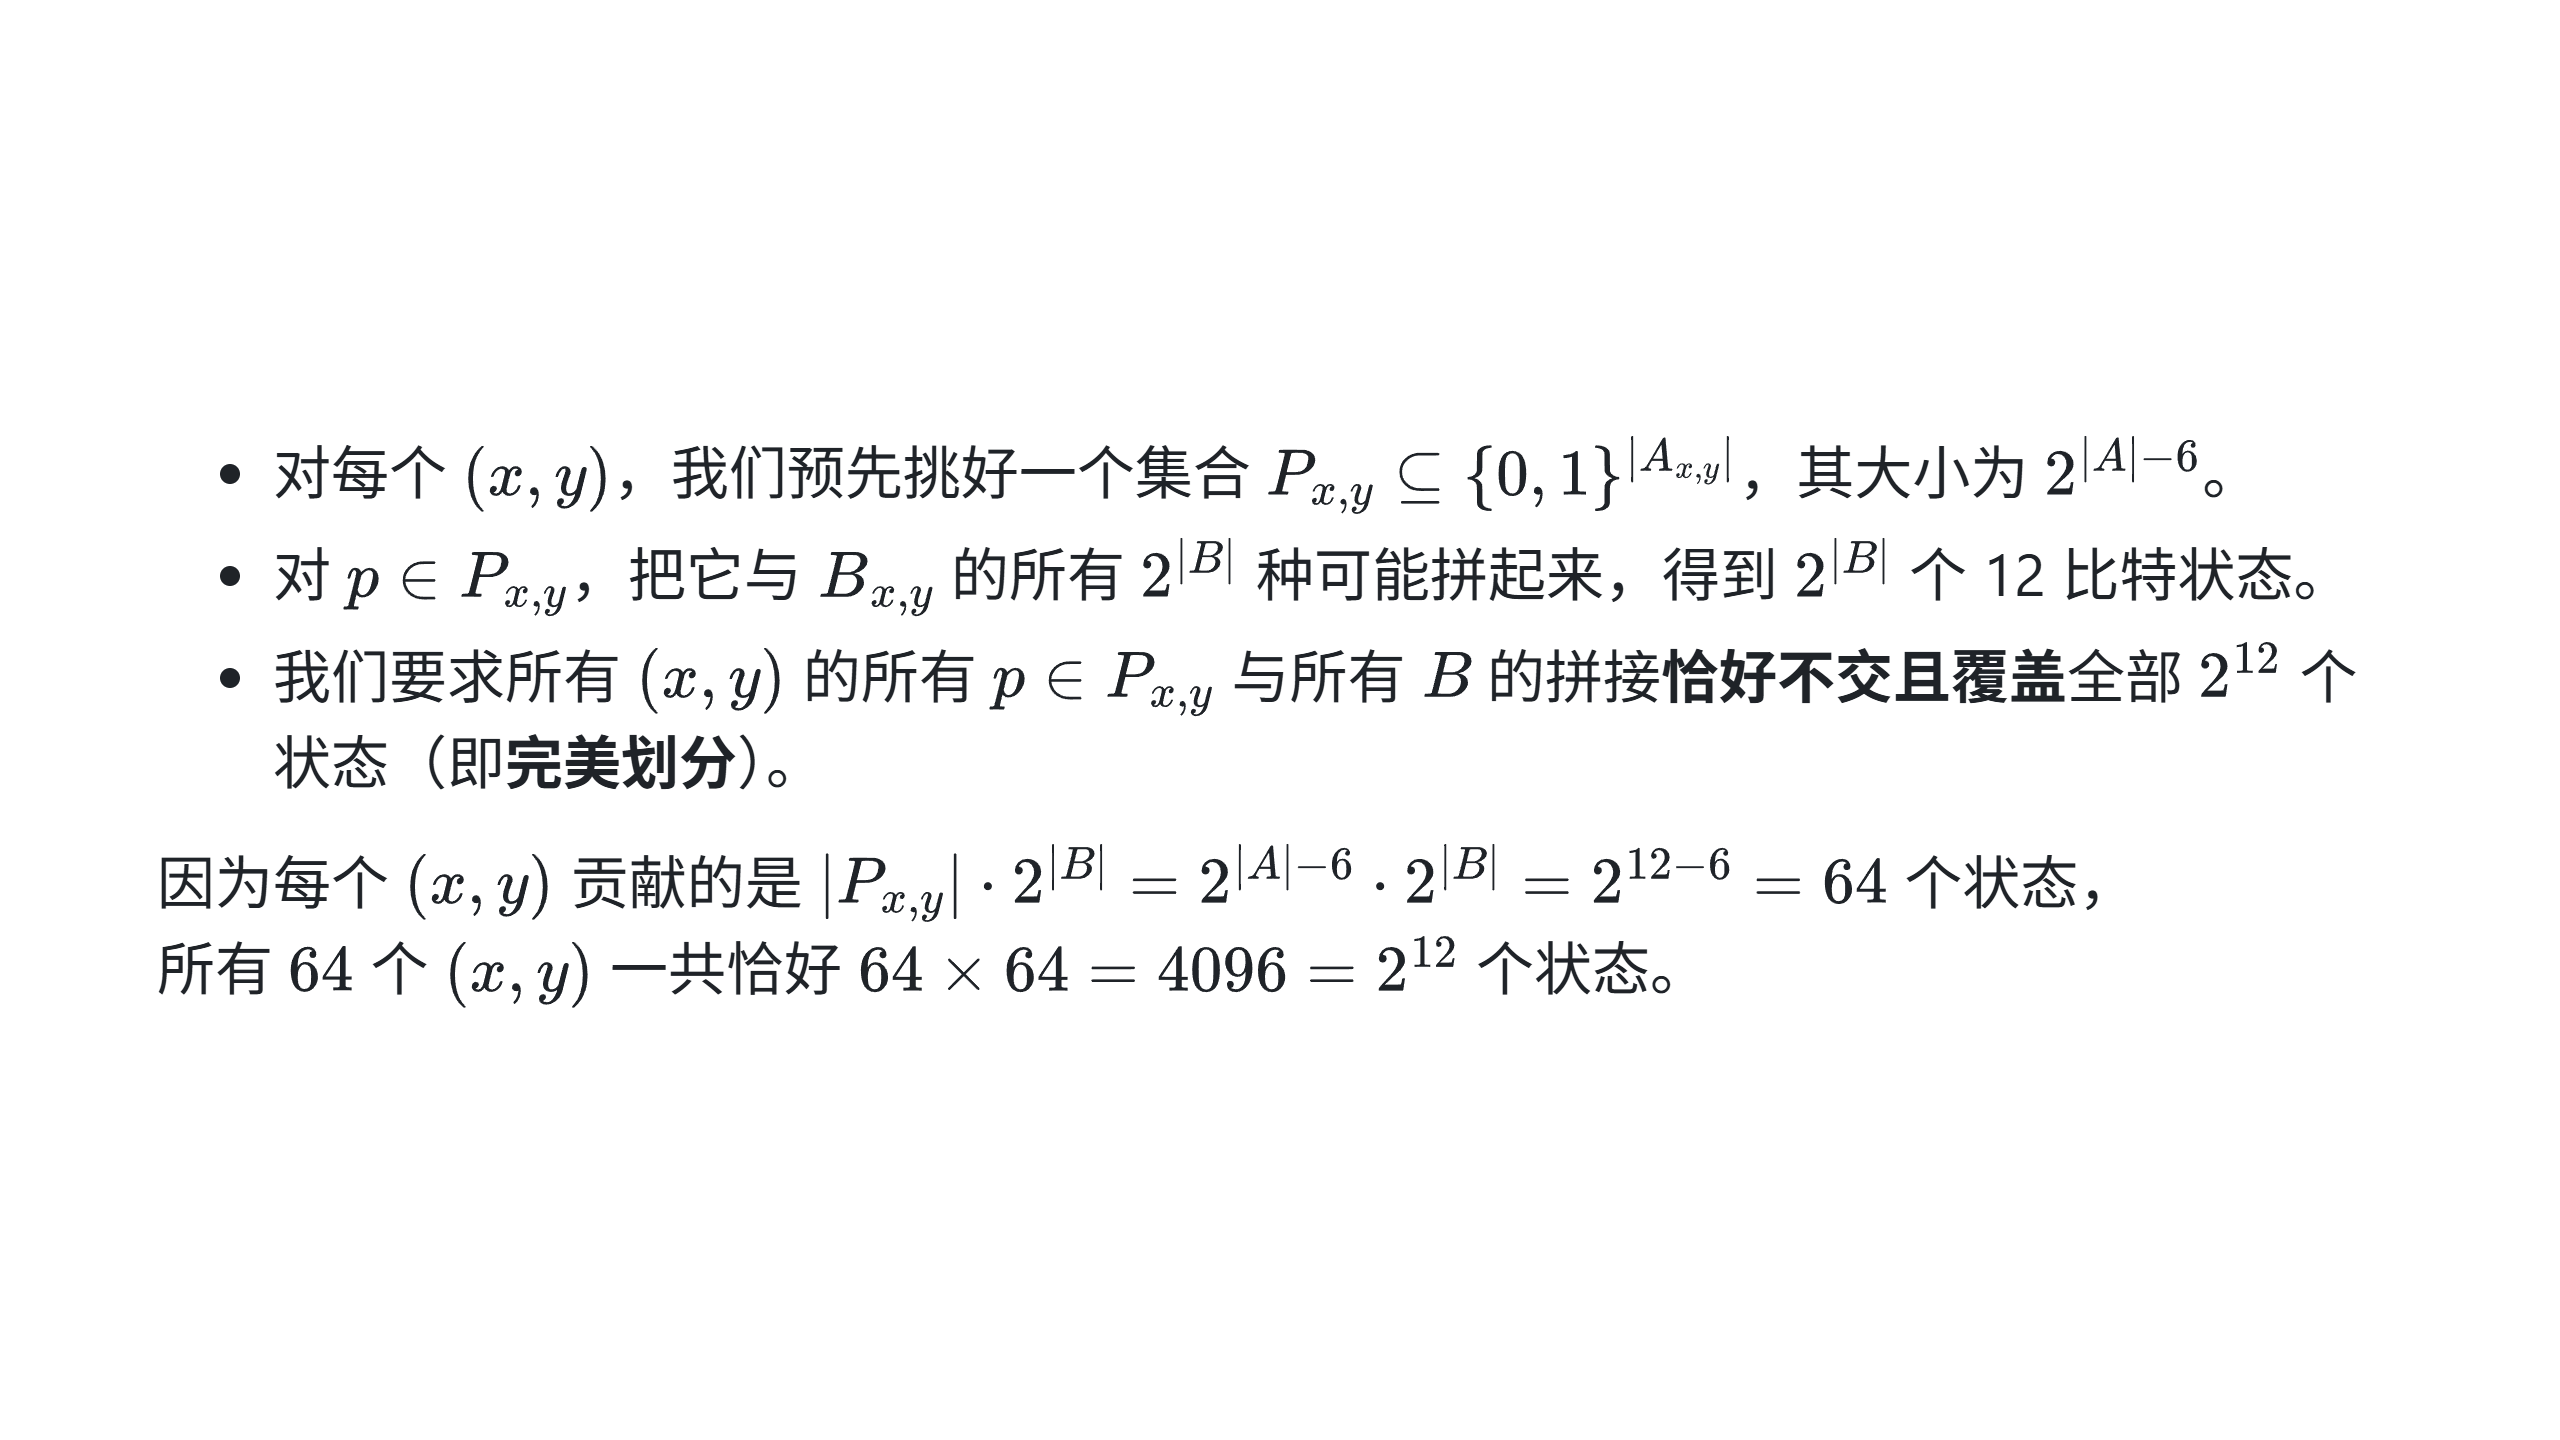 • 对每个 $(x, y)$，我们预先挑好一个集合 $P_{x,y} \subseteq \{0, 1\}^{|A_{x,y}|}$，其大小为 $2^{|A|-6}$。
• 对 $p \in P_{x,y}$，把它与 $B_{x,y}$ 的所有 $2^{|B|}$ 种可能拼起来，得到 $2^{|B|}$ 个 12 比特状态。
• 我们要求所有 $(x, y)$ 的所有 $p \in P_{x,y}$ 与所有 $B$ 的拼接恰好不交且覆盖全部 $2^{12}$ 个
状态（即完美划分）。
因为每个 $(x, y)$ 贡献的是 $|P_{x,y}| \cdot 2^{|B|} = 2^{|A|-6} \cdot 2^{|B|} = 2^{12-6} = 64$ 个状态，
所有 64 个 $(x, y)$ 一共恰好 $64 \times 64 = 4096 = 2^{12}$ 个状态。